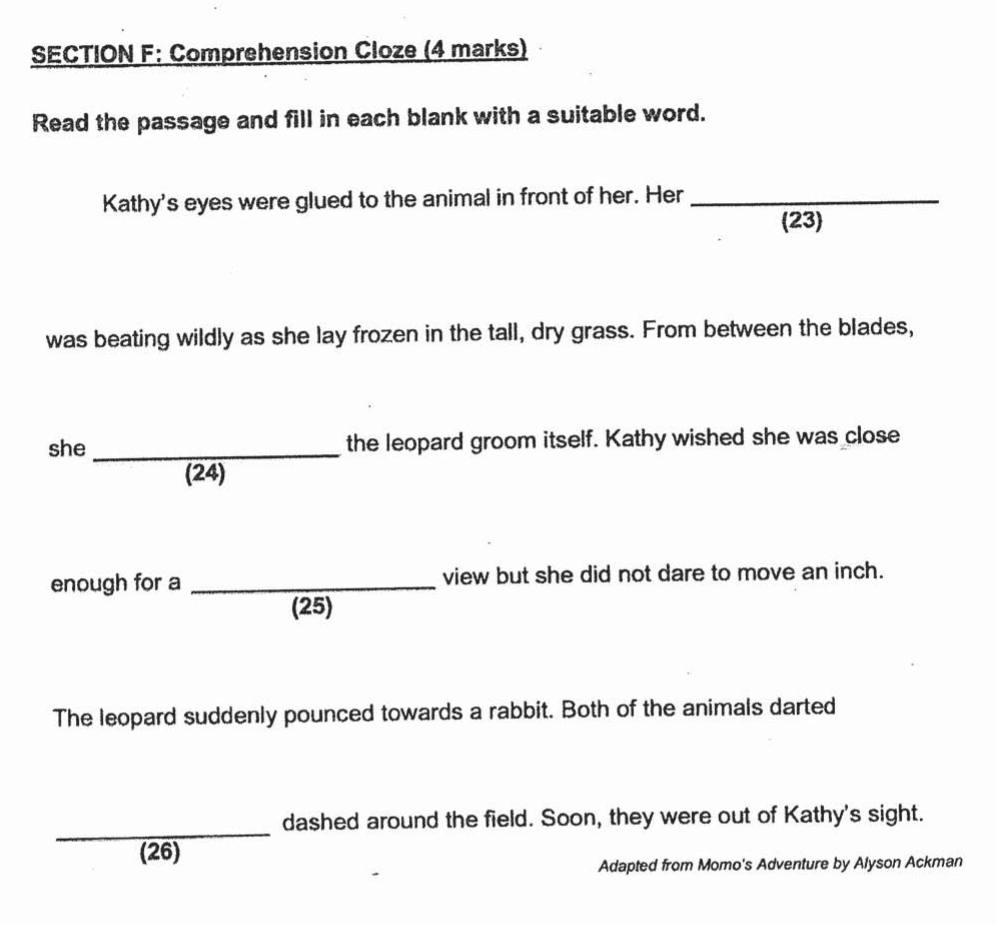 SECTION F: Comprehension Cloze (4 marks)
Read the passage and fill in each blank with a suitable word.
Kathy's eyes were glued to the animal in front of her. Her ____________
(23)
was beating wildly as she lay frozen in the tall, dry grass. From between the blades,
she ____________ the leopard groom itself. Kathy wished she was close
(24)
enough for a ____________ view but she did not dare to move an inch.
(25)
The leopard suddenly pounced towards a rabbit. Both of the animals darted
____________ dashed around the field. Soon, they were out of Kathy's sight.
(26)
Adapted from Momo's Adventure by Alyson Ackman